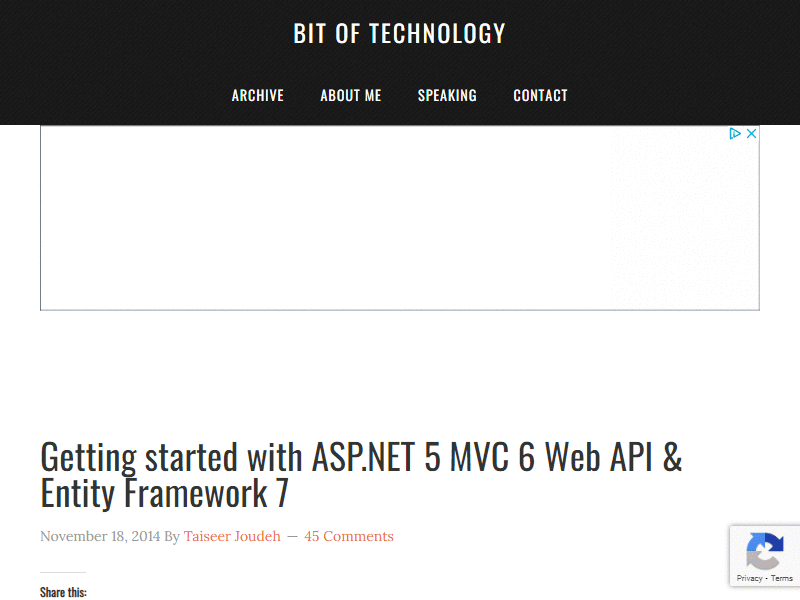 BIT OF TECHNOLOGY
ARCHIVE ABOUT ME SPEAKING CONTACT
Getting started with ASP.NET 5 MVC 6 Web API &
Entity Framework 7
November 18, 2014 By Taiseer Joudeh — 45 Comments
Privacy - Terms
Share this: